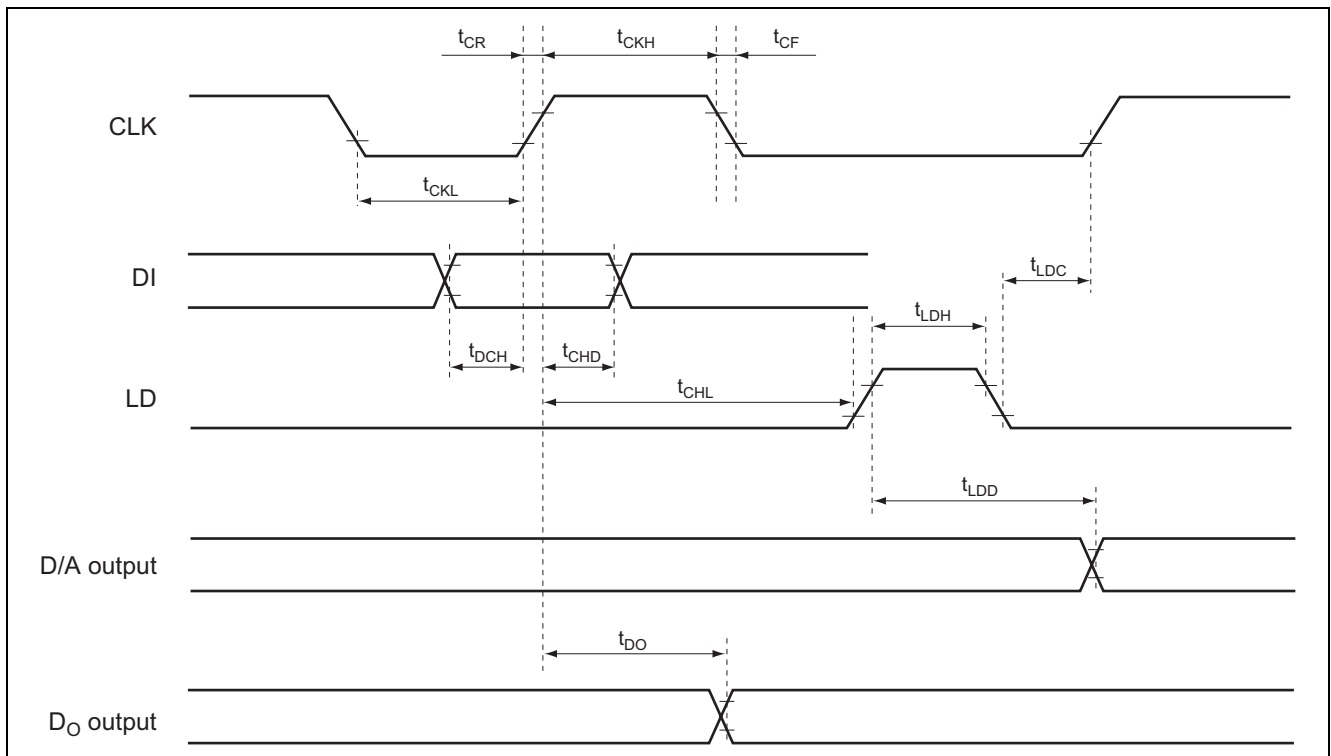 tCR tCKH tCF
CLK
tCKL
DI
tLDC
tLDH
tDCH tCHD
tCHL
LD
tLDD
D/A output
tDO
DO output